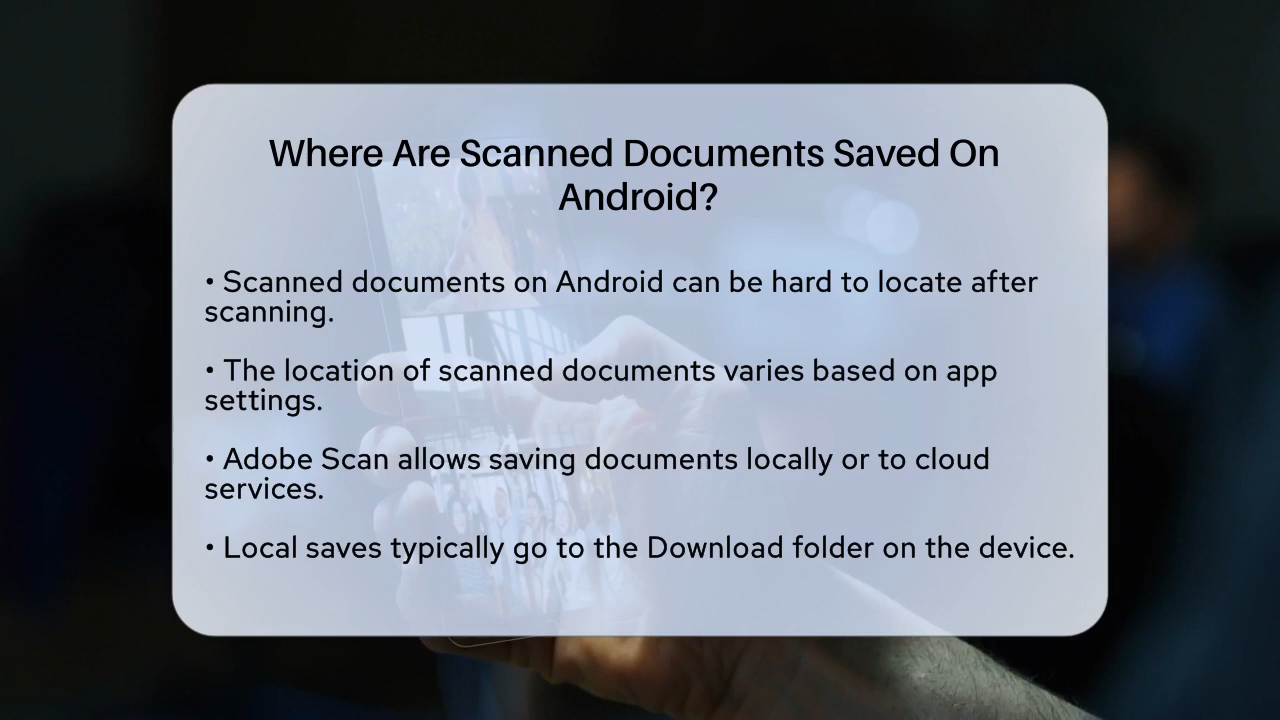 Where Are Scanned Documents Saved On
Android?
• Scanned documents on Android can be hard to locate after
scanning.
• The location of scanned documents varies based on app
settings.
• Adobe Scan allows saving documents locally or to cloud
services.
• Local saves typically go to the Download folder on the device.